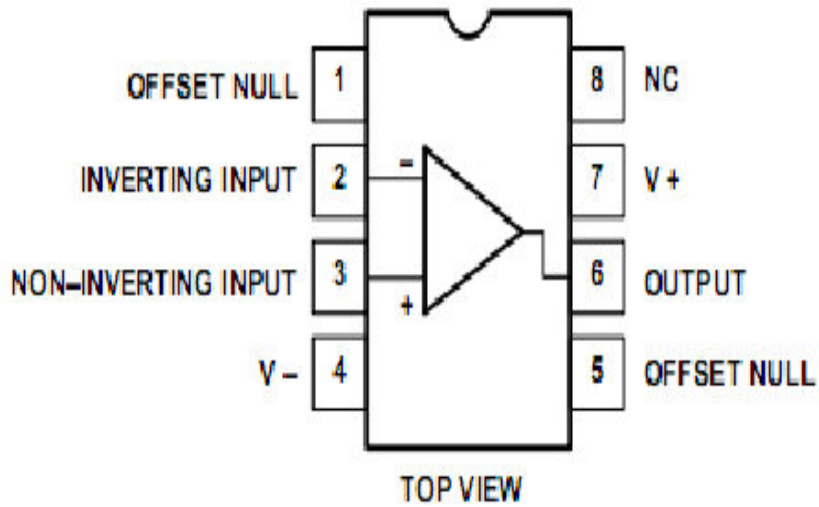 OFFSET NULL 1 8 NC
INVERTING INPUT 2 – 7 V +
NON–INVERTING INPUT 3 + 6 OUTPUT
V – 4 5 OFFSET NULL
TOP VIEW